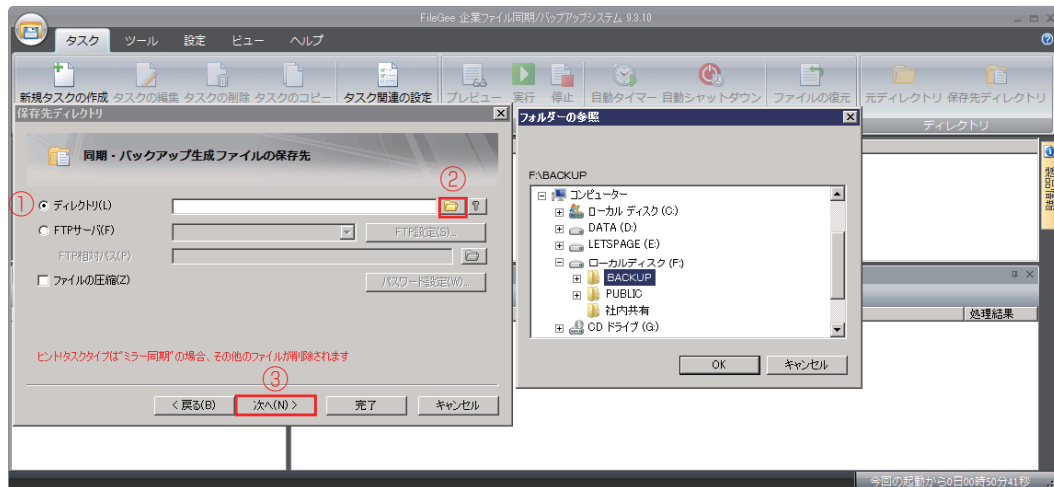 FileGee 企業ファイル同期/バップアップシステム 9.8.10
タスク ツール 設定 ビュー ヘルプ
新規タスクの作成 タスクの編集 タスクの削除 タスクのコピー タスク関連の設定 プレビュー 実行 停止 自動タイマー 自動シャットダウン ファイルの復元 元ディレクトリ 保存先ディレクトリ
ディレクトリ
保存先ディレクトリ
同期・バックアップ生成ファイルの保存先
②
① ディレクトリ(L)
FTPサーバ(F) FTP設定(S)...
FTP相対パス(P)
ファイルの圧縮(Z) パスワード設定(W)...
ヒントタスクタイプは"ミラー同期"の場合、その他のファイルが削除されます
③
< 戻る(B) 次へ(N) > 完了 キャンセル
フォルダーの参照
F:\BACKUP
コンピューター
ローカル ディスク (C:)
DATA (D:)
LETSPAGE (E:)
ローカルディスク (F:)
BACKUP
PUBLIC
社内共有
CD ドライブ (G:)
OK キャンセル
処理結果
今回の起動から0日00時50分41秒